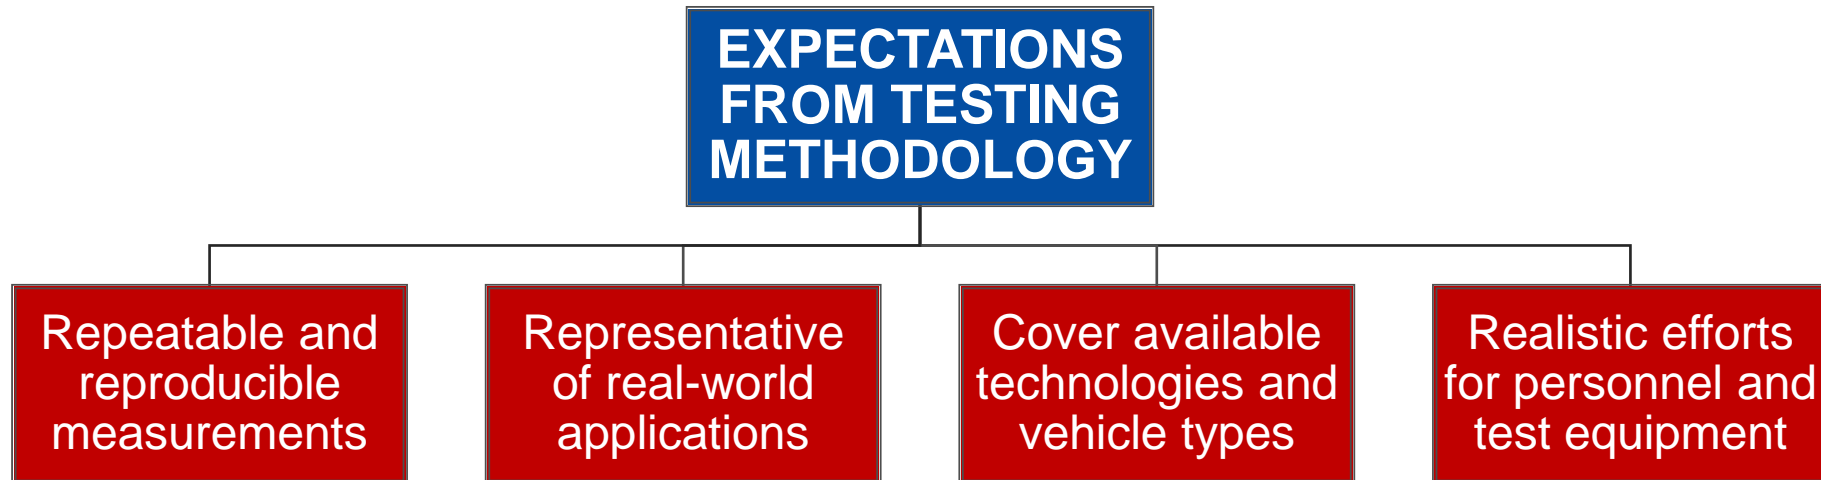 EXPECTATIONS
FROM TESTING
METHODOLOGY
Repeatable and
reproducible
measurements
Representative
of real-world
applications
Cover available
technologies and
vehicle types
Realistic efforts
for personnel and
test equipment